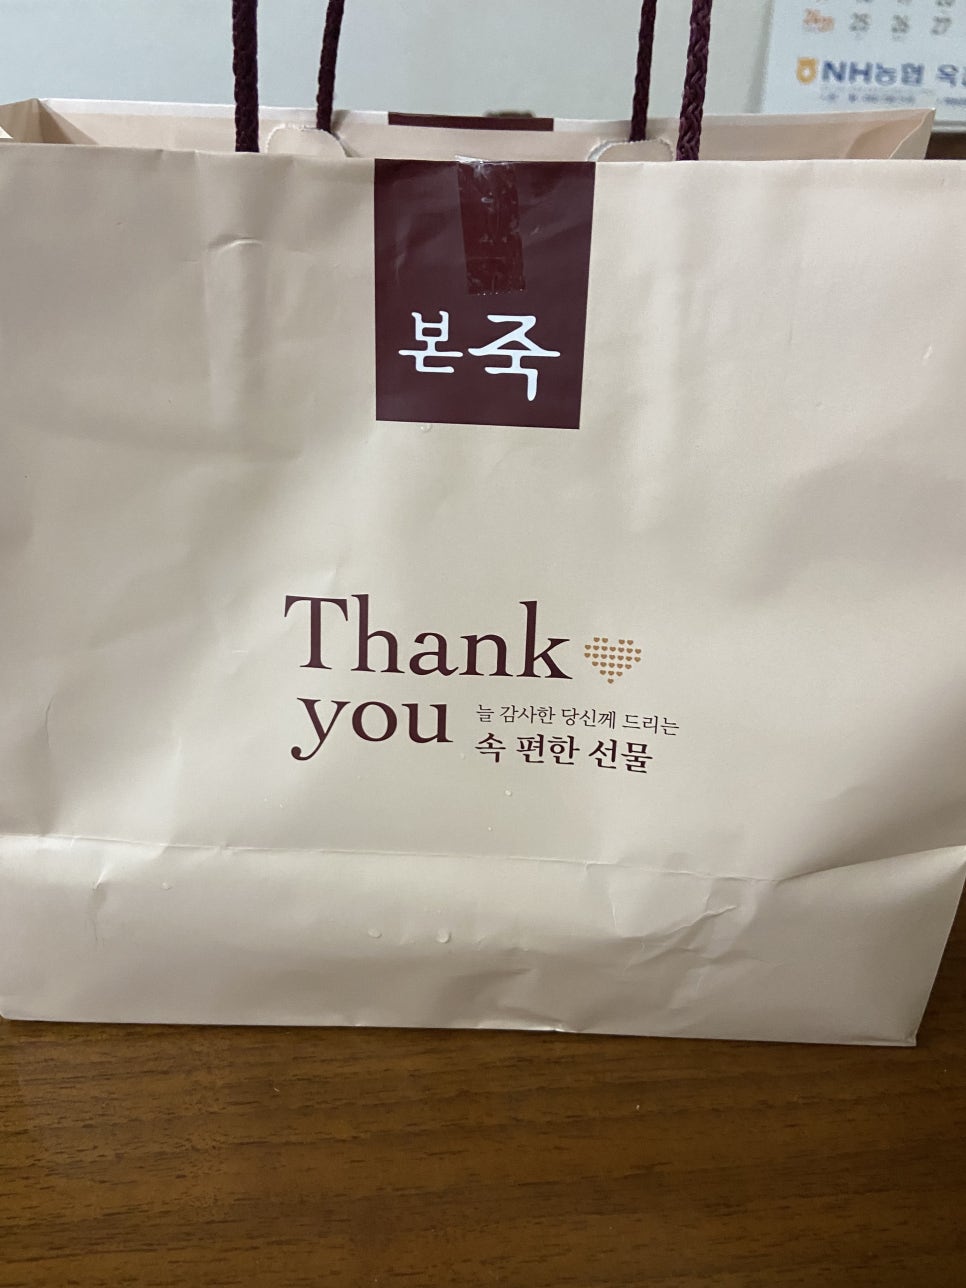 25 26 27
NH농협
본죽
Thank
you
늘 감사한 당신께 드리는
속 편한 선물